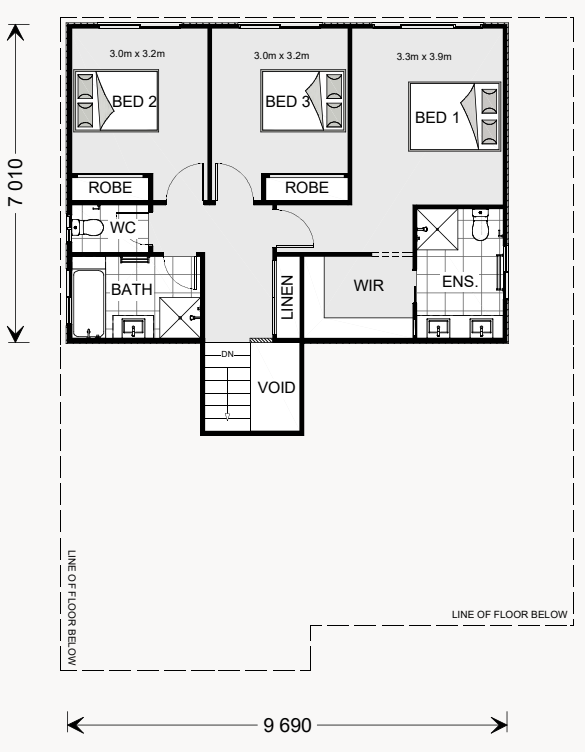 3.0m x 3.2m
3.0m x 3.2m
3.3m x 3.9m
BED 2
BED 3
BED 1
7 010
ROBE
ROBE
WC
BATH
LINEN
WIR
ENS.
DN
VOID
LINE OF FLOOR BELOW
LINE OF FLOOR BELOW
9 690